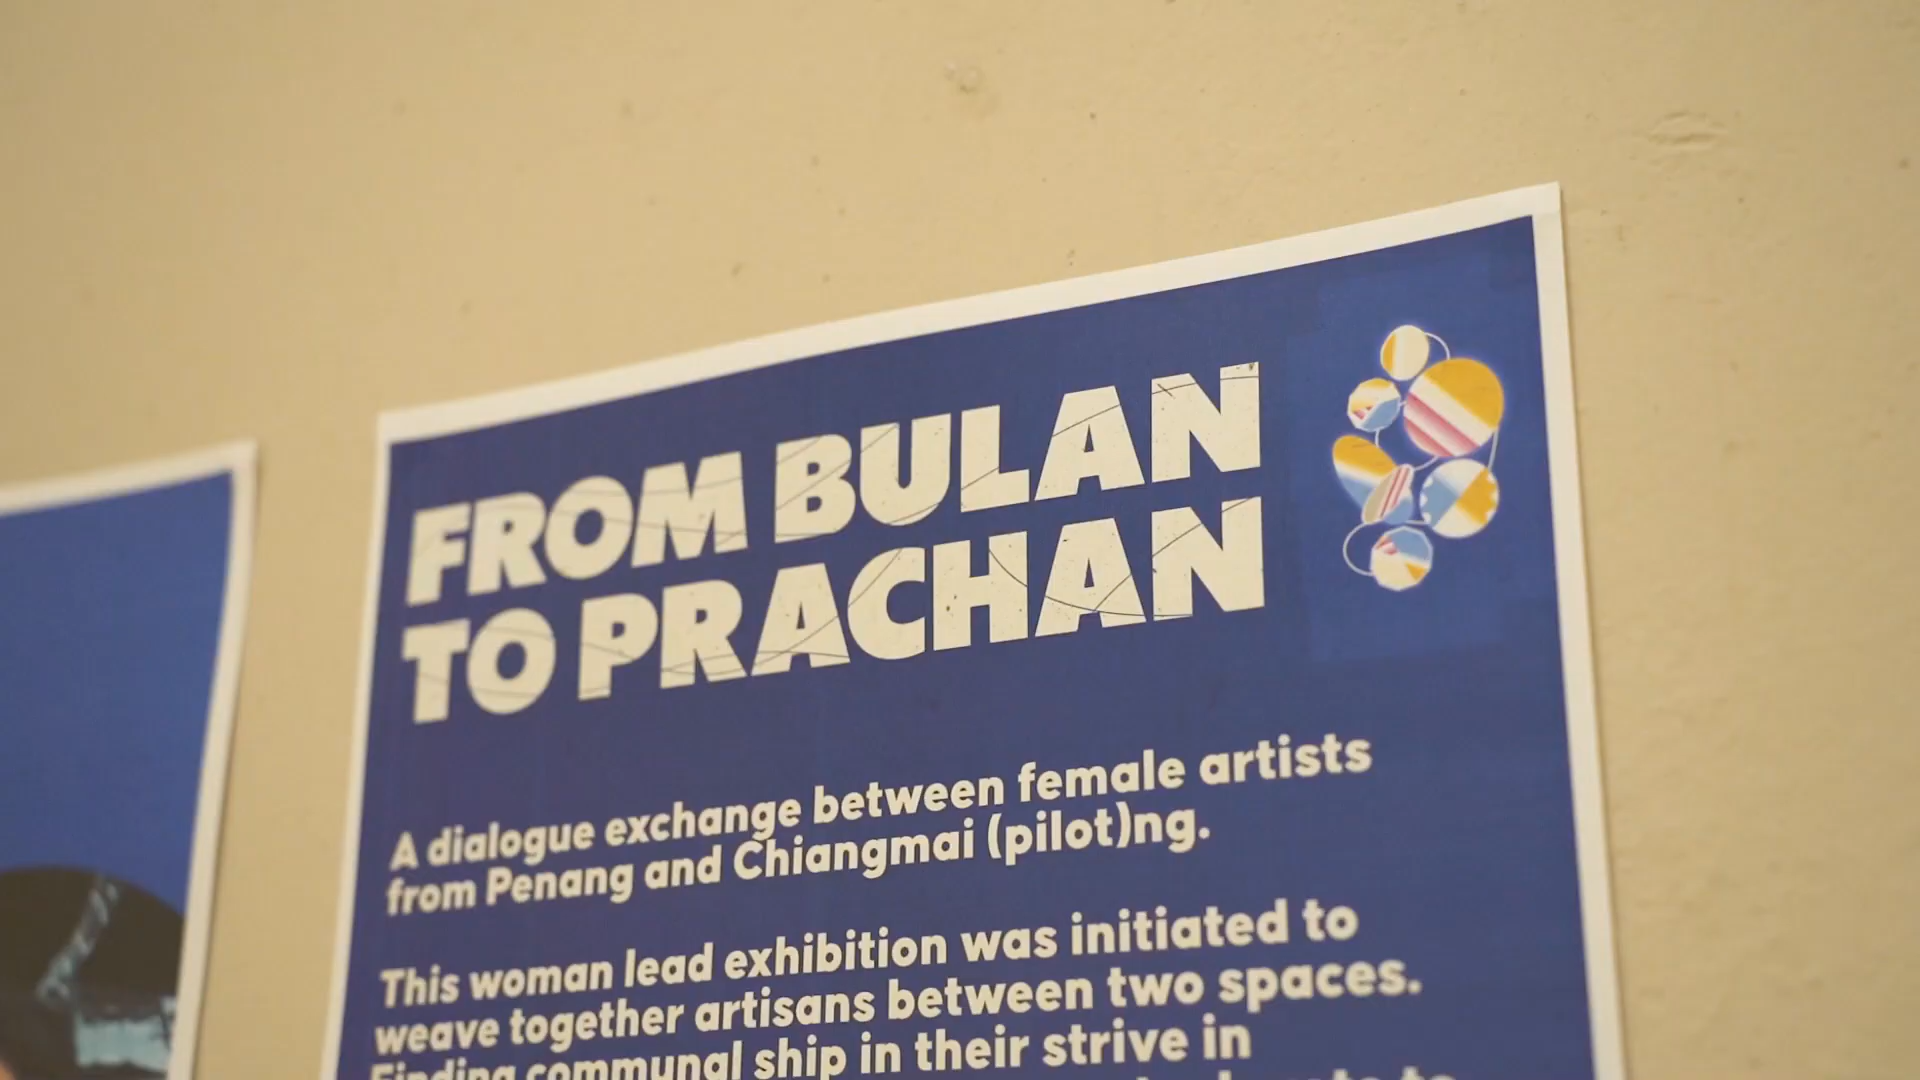 FROM BULAN
TO PRACHAN
A dialogue exchange between female artists
from Penang and Chiangmai (pilot)ng.
This woman lead exhibition was initiated to
weave together artisans between two spaces.
Finding communal ship in their strive in